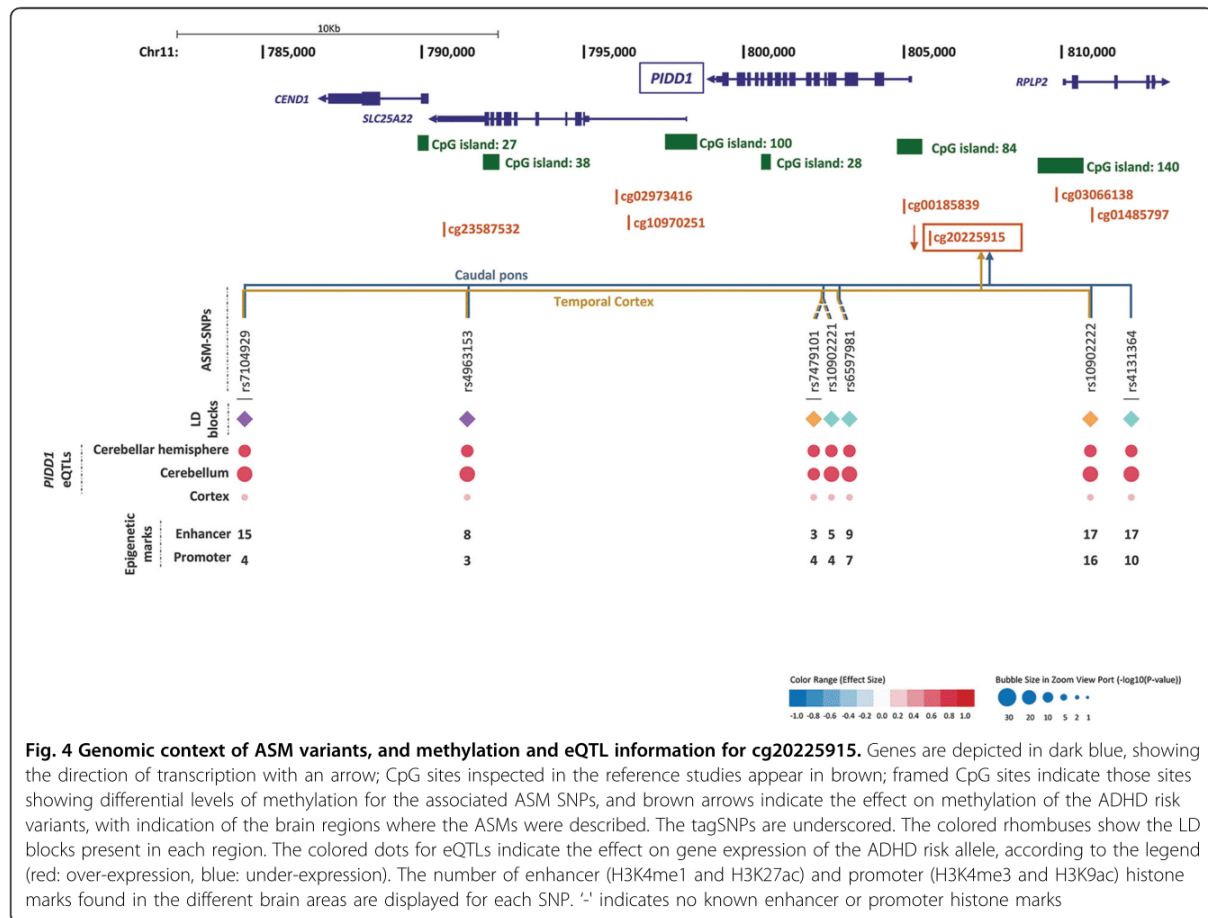 10Kb
Chr11: 785,000 790,000 795,000 800,000 805,000 810,000
PIDD1
RPLP2
CEND1
SLC25A22
CpG island: 27
CpG island: 100
CpG island: 84
CpG island: 38
CpG island: 28
CpG island: 140
cg02973416
cg00185839
cg03066138
cg23587532
cg10970251
cg20225915
cg01485797
Caudal pons
Temporal Cortex
ASM-SNPs
rs7104929
rs4963153
rs7479101
rs10902221
rs6597981
rs10902222
rs4131364
LD blocks
PIDD1 eQTLs
Cerebellar hemisphere
Cerebellum
Cortex
Epigenetic marks
Enhancer 15 8 3 5 9 17 17
Promoter 4 3 4 4 7 16 10
Color Range (Effect Size)
-1.0 -0.8 -0.6 -0.4 -0.2 0.0 0.2 0.4 0.6 0.8 1.0
Bubble Size in Zoom View Port (-log10(P-value))
30 20 10 5 2 1
Fig. 4 Genomic context of ASM variants, and methylation and eQTL information for cg20225915. Genes are depicted in dark blue, showing
the direction of transcription with an arrow; CpG sites inspected in the reference studies appear in brown; framed CpG sites indicate those sites
showing differential levels of methylation for the associated ASM SNPs, and brown arrows indicate the effect on methylation of the ADHD risk
variants, with indication of the brain regions where the ASMs were described. The tagSNPs are underscored. The colored rhombuses show the LD
blocks present in each region. The colored dots for eQTLs indicate the effect on gene expression of the ADHD risk allele, according to the legend
(red: over-expression, blue: under-expression). The number of enhancer (H3K4me1 and H3K27ac) and promoter (H3K4me3 and H3K9ac) histone
marks found in the different brain areas are displayed for each SNP. ‘-' indicates no known enhancer or promoter histone marks